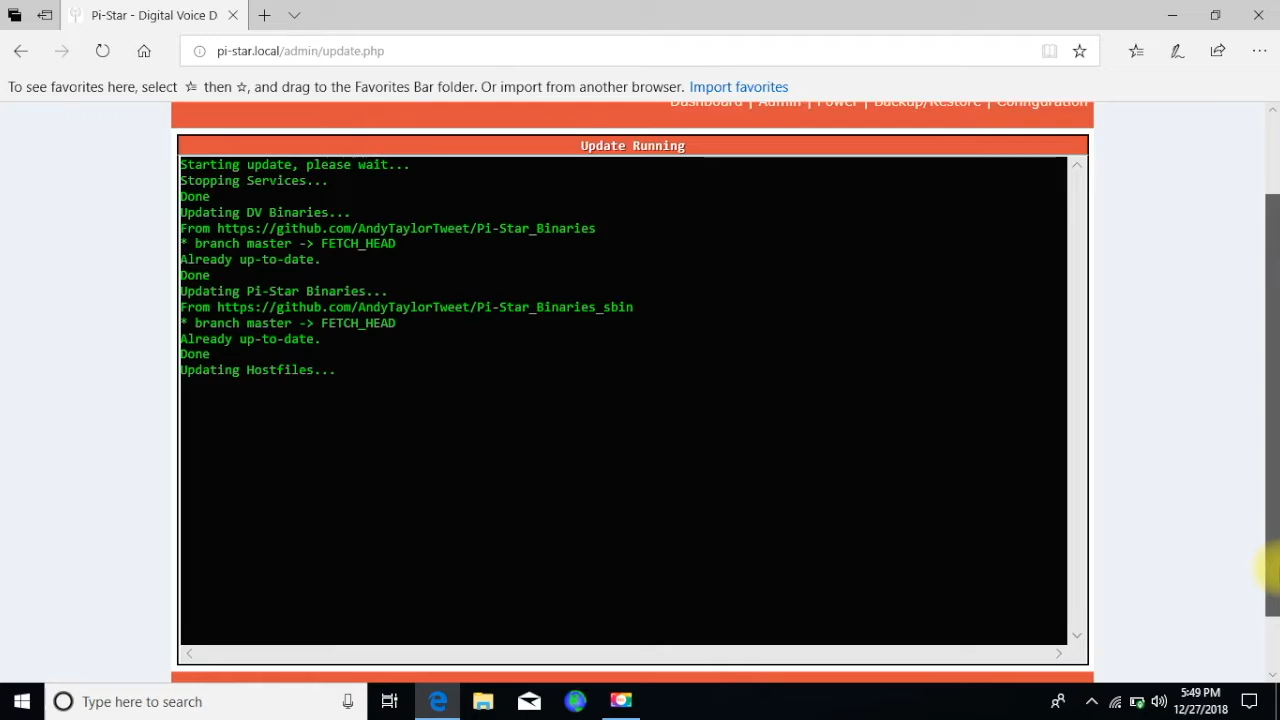 Pi-Star - Digital Voice D
pi-star.local/admin/update.php
To see favorites here, select ☆ then ☆, and drag to the Favorites Bar folder. Or import from another browser. Import favorites
Dashboard | Admin | Power | Backup/Restore | Configuration
Update Running
Starting update, please wait...
Stopping Services...
Done
Updating DV Binaries...
From https://github.com/AndyTaylorTweet/Pi-Star_Binaries
* branch master -> FETCH_HEAD
Already up-to-date.
Done
Updating Pi-Star Binaries...
From https://github.com/AndyTaylorTweet/Pi-Star_Binaries_sbin
* branch master -> FETCH_HEAD
Already up-to-date.
Done
Updating Hostfiles...
Type here to search
5:49 PM
12/27/2018